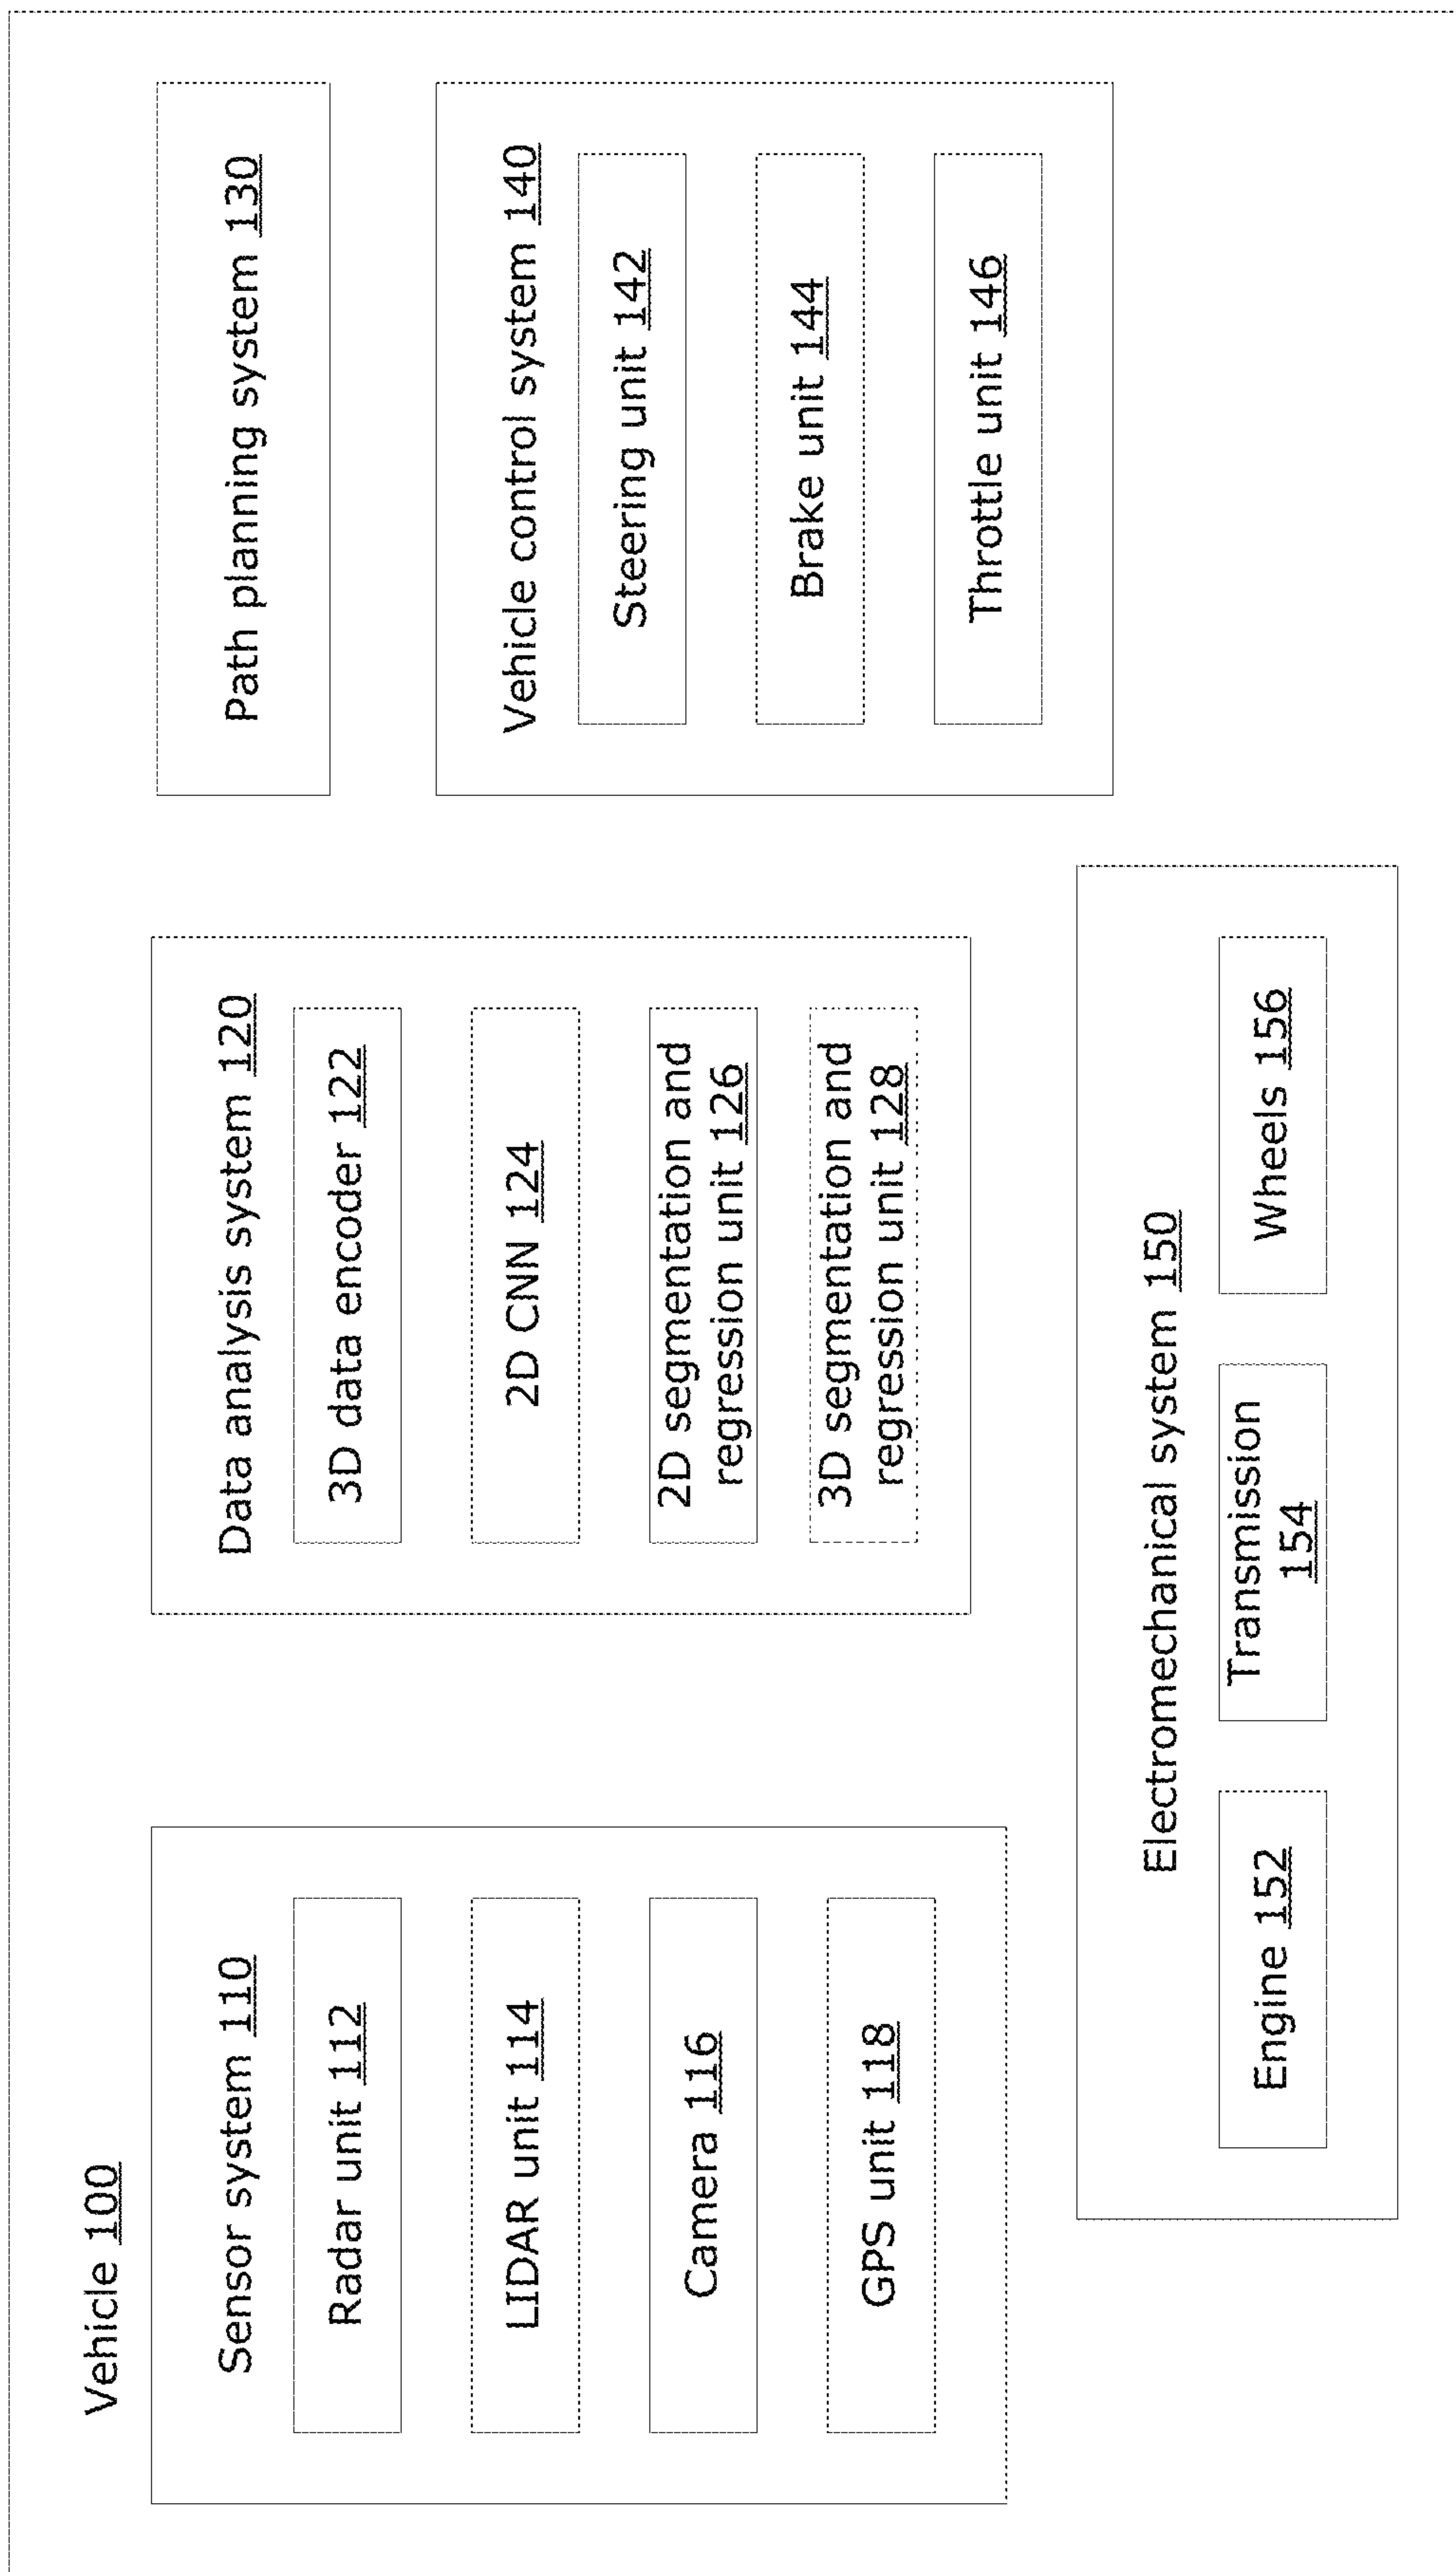 Vehicle 100
Sensor system 110
Radar unit 112
LIDAR unit 114
Camera 116
GPS unit 118
Data analysis system 120
3D data encoder 122
2D CNN 124
2D segmentation and
regression unit 126
3D segmentation and
regression unit 128
Path planning system 130
Vehicle control system 140
Steering unit 142
Brake unit 144
Throttle unit 146
Electromechanical system 150
Engine 152
Transmission
154
Wheels 156